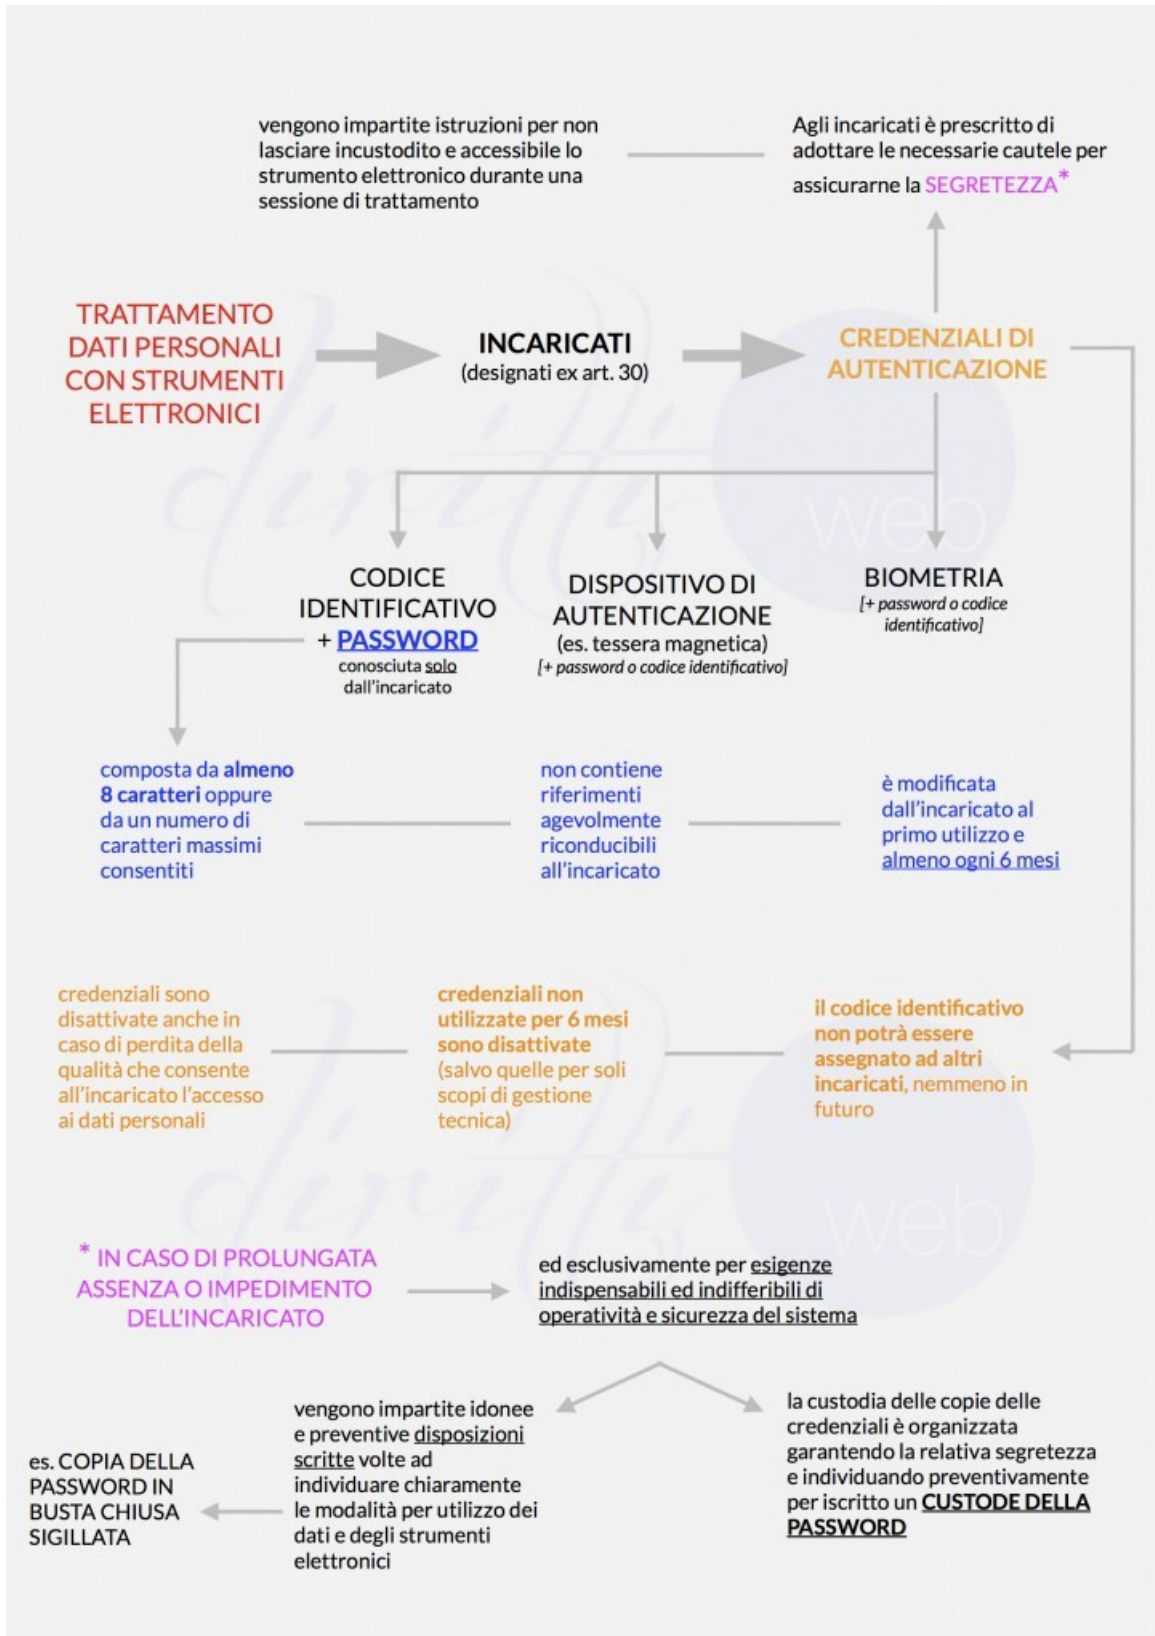 vengono impartite istruzioni per non
lasciare incustodito e accessibile lo
strumento elettronico durante una
sessione di trattamento
Agli incaricati è prescritto di
adottare le necessarie cautele per
assicurarne la SEGRETEZZA*
TRATTAMENTO
DATI PERSONALI
CON STRUMENTI
ELETTRONICI
INCARICATI
(designati ex art. 30)
CREDENZIALI DI
AUTENTICAZIONE
CODICE
IDENTIFICATIVO
+ PASSWORD
conosciuta solo
dall'incaricato
DISPOSITIVO DI
AUTENTICAZIONE
(es. tessera magnetica)
[+ password o codice identificativo]
BIOMETRIA
[+ password o codice
identificativo]
composta da almeno
8 caratteri oppure
da un numero di
caratteri massimi
consentiti
non contiene
riferimenti
agevolmente
riconducibili
all'incaricato
è modificata
dall'incaricato al
primo utilizzo e
almeno ogni 6 mesi
credenziali sono
disattivate anche in
caso di perdita della
qualità che consente
all'incaricato l'accesso
ai dati personali
credenziali non
utilizzate per 6 mesi
sono disattivate
(salvo quelle per soli
scopi di gestione
tecnica)
il codice identificativo
non potrà essere
assegnato ad altri
incaricati, nemmeno in
futuro
* IN CASO DI PROLUNGATA
ASSENZA O IMPEDIMENTO
DELL'INCARICATO
ed esclusivamente per esigenze
indispensabili ed indifferibili di
operatività e sicurezza del sistema
es. COPIA DELLA
PASSWORD IN
BUSTA CHIUSA
SIGILLATA
vengono impartite idonee
e preventive disposizioni
scritte volte ad
individuare chiaramente
le modalità per utilizzo dei
dati e degli strumenti
elettronici
la custodia delle copie delle
credenziali è organizzata
garantendo la relativa segretezza
e individuando preventivamente
per iscritto un CUSTODE DELLA
PASSWORD
diritti web
diritti web